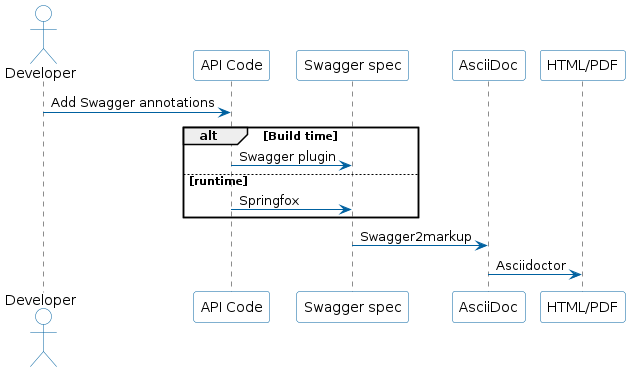 Developer
API Code
Swagger spec
AsciiDoc
HTML/PDF
Add Swagger annotations
alt
[Build time]
Swagger plugin
[runtime]
Springfox
Swagger2markup
Asciidoctor
Developer
API Code
Swagger spec
AsciiDoc
HTML/PDF